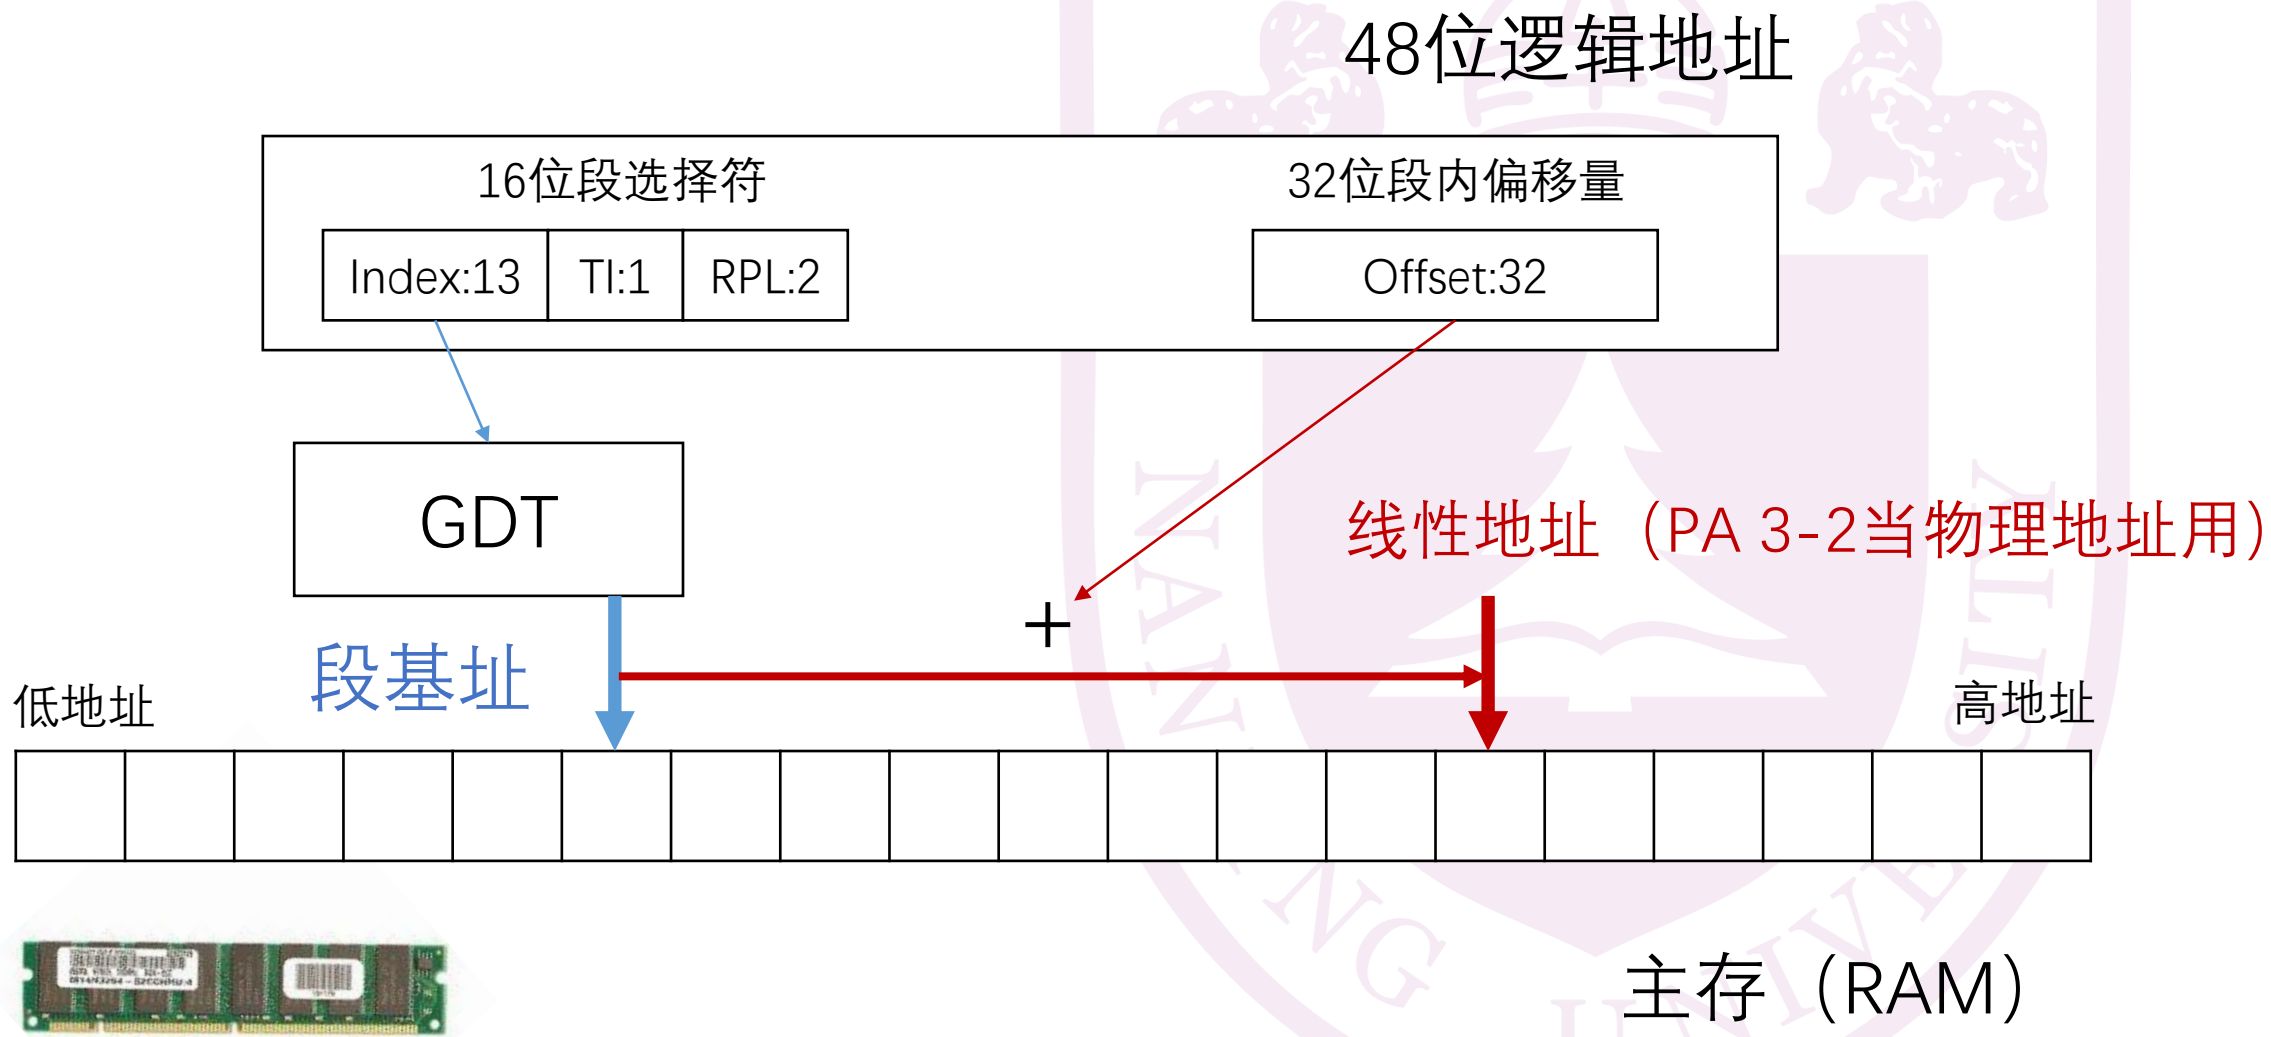 48位逻辑地址
16位段选择符
32位段内偏移量
Index:13
TI:1
RPL:2
Offset:32
GDT
线性地址（PA 3-2当物理地址用）
+
段基址
低地址
高地址
主存（RAM）
NANJING UNIVERSITY